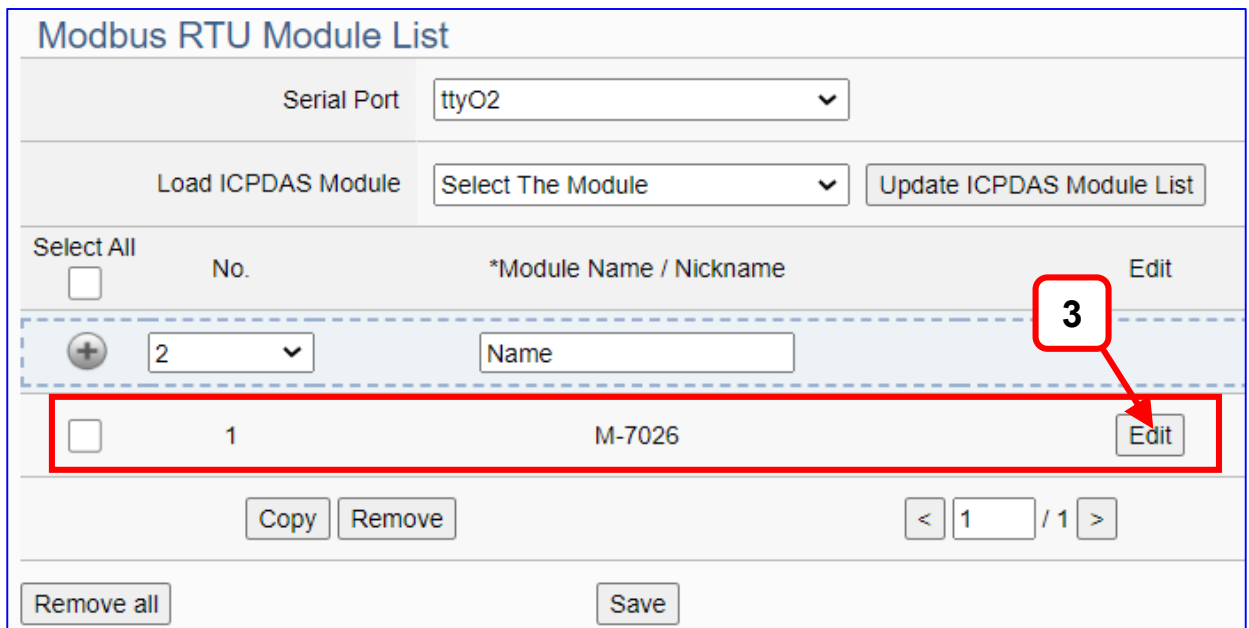 Modbus RTU Module List
Serial Port ttyO2
Load ICPDAS Module Select The Module Update ICPDAS Module List
Select All No. *Module Name / Nickname Edit
3
2 Name
1 M-7026 Edit
Copy Remove < 1 / 1 >
Remove all Save